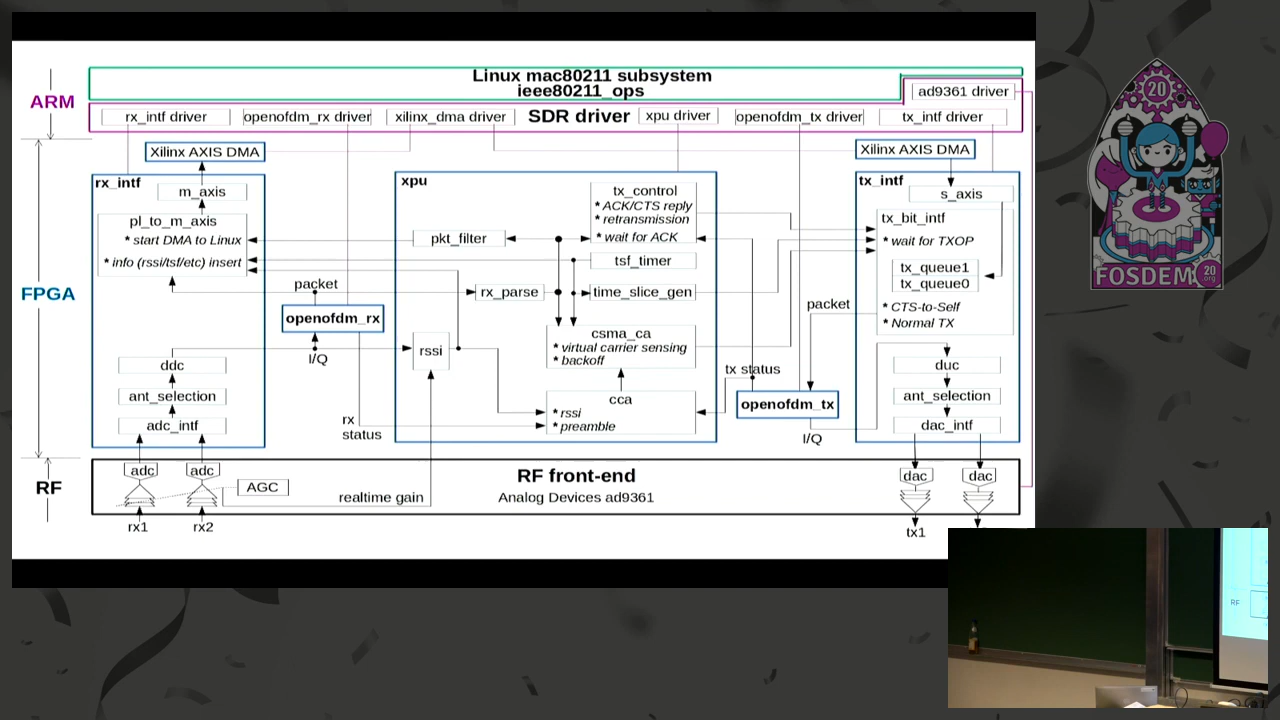 Linux mac80211 subsystem
ieee80211_ops
ARM
ad9361 driver
rx_intf driver
openofdm_rx driver
xilinx_dma driver
SDR driver
xpu driver
openofdm_tx driver
tx_intf driver
FPGA
Xilinx AXIS DMA
rx_intf
m_axis
pl_to_m_axis
* start DMA to Linux
* info (rssi/tsf/etc) insert
ddc
ant_selection
adc_intf
packet
openofdm_rx
I/Q
rx
status
xpu
tx_control
* ACK/CTS reply
* retransmission
* wait for ACK
pkt_filter
tsf_timer
rx_parse
time_slice_gen
rssi
csma_ca
* virtual carrier sensing
* backoff
cca
* rssi
* preamble
tx status
packet
openofdm_tx
I/Q
Xilinx AXIS DMA
tx_intf
s_axis
tx_bit_intf
* wait for TXOP
tx_queue1
tx_queue0
* CTS-to-Self
* Normal TX
duc
ant_selection
dac_intf
RF
adc
adc
AGC
realtime gain
RF front-end
Analog Devices ad9361
dac
dac
rx1
rx2
tx1
20
FOSDEM
20
.org
RF